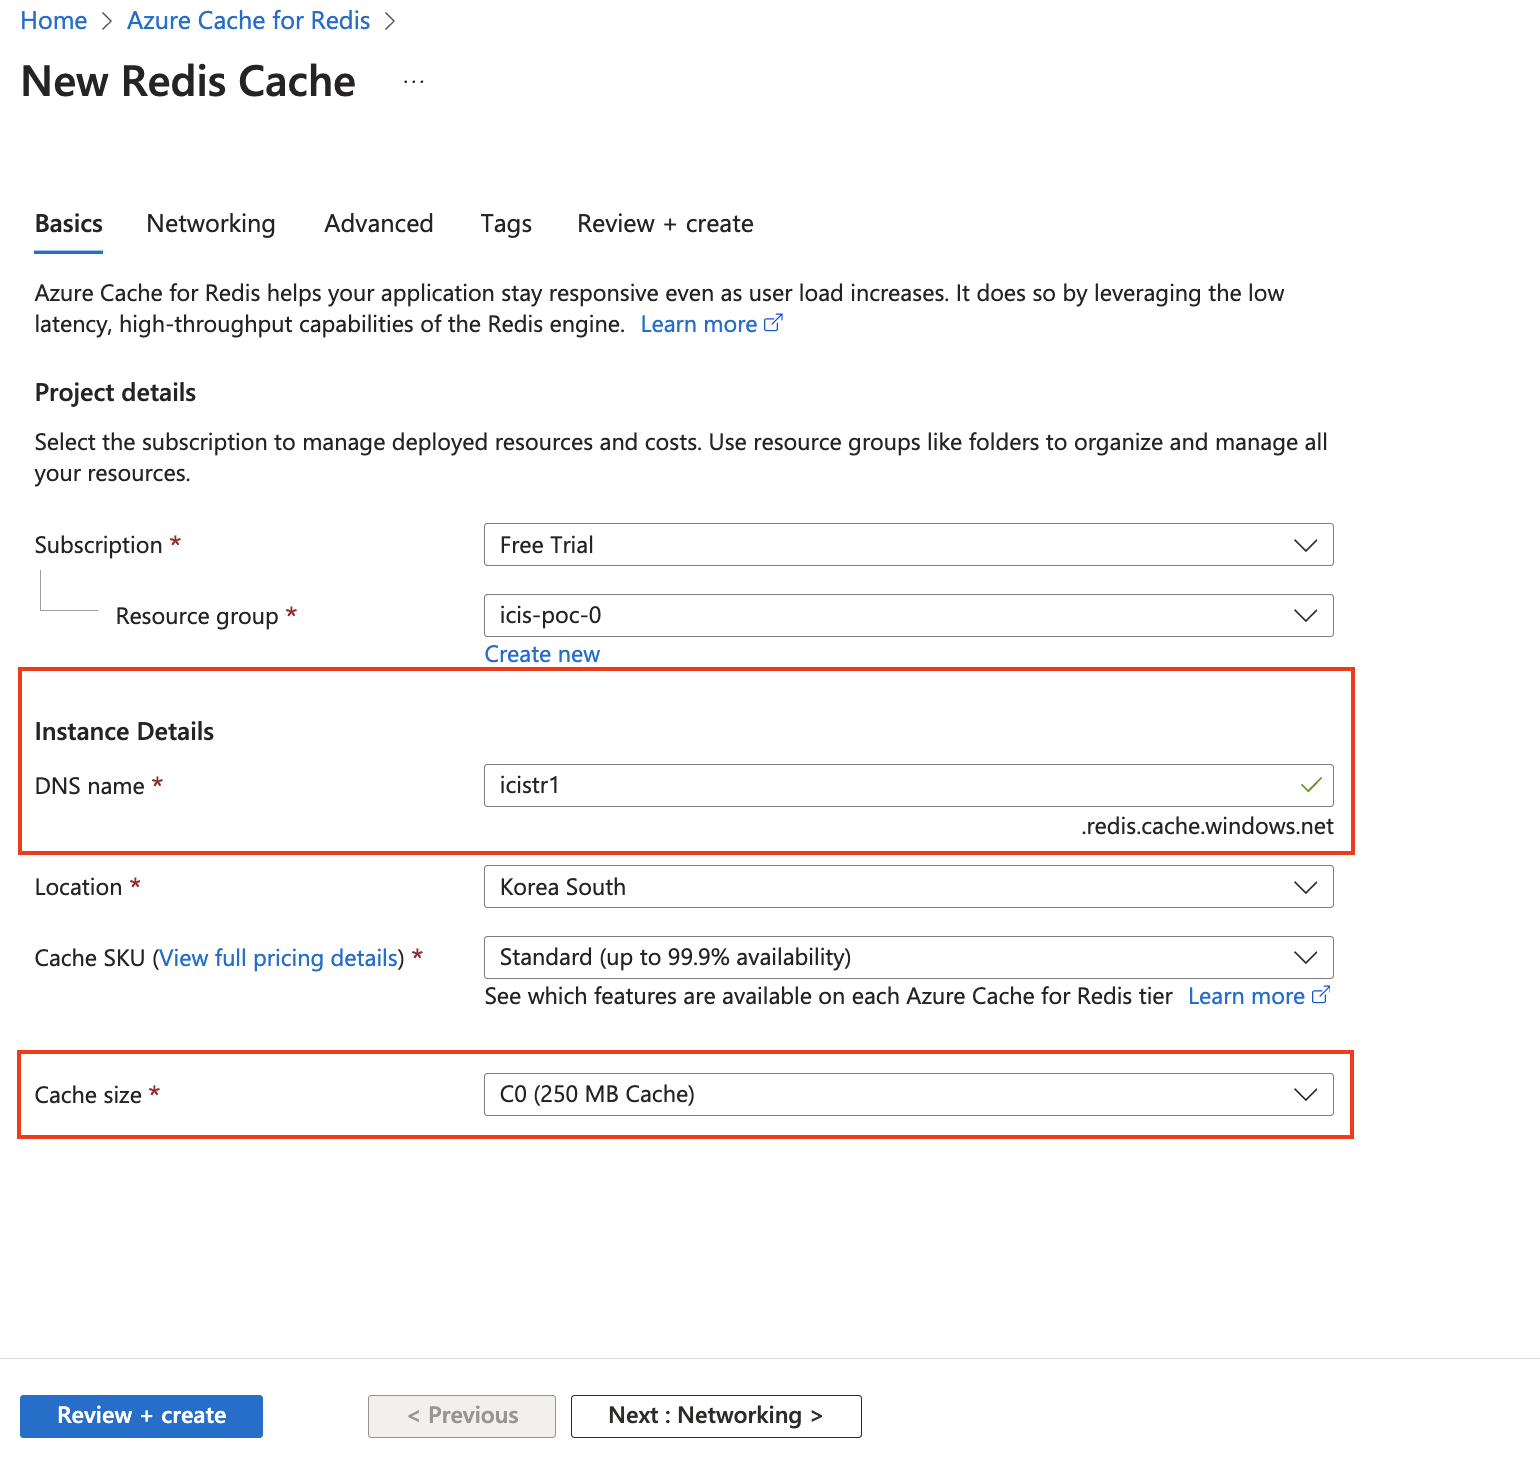 Home > Azure Cache for Redis >
New Redis Cache ...
Basics Networking Advanced Tags Review + create
Azure Cache for Redis helps your application stay responsive even as user load increases. It does so by leveraging the low
latency, high-throughput capabilities of the Redis engine. Learn more
Project details
Select the subscription to manage deployed resources and costs. Use resource groups like folders to organize and manage all
your resources.
Subscription * Free Trial
Resource group * icis-poc-0
Create new
Instance Details
DNS name * icistr1
.redis.cache.windows.net
Location * Korea South
Cache SKU (View full pricing details) * Standard (up to 99.9% availability)
See which features are available on each Azure Cache for Redis tier Learn more
Cache size * C0 (250 MB Cache)
Review + create < Previous Next : Networking >